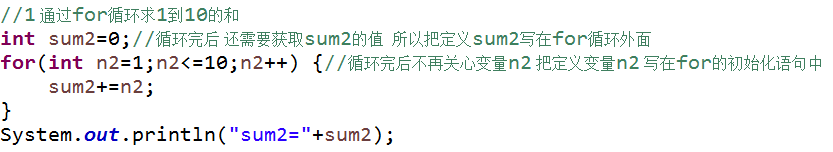 //1 通过for循环求1到10的和
int sum2=0;//循环完后 还需要获取sum2的值 所以把定义sum2写在for循环外面
for(int n2=1;n2<=10;n2++) {//循环完后不再关心变量n2 把定义变量n2 写在for的初始化语句中
    sum2+=n2;
}
System.out.println("sum2="+sum2);